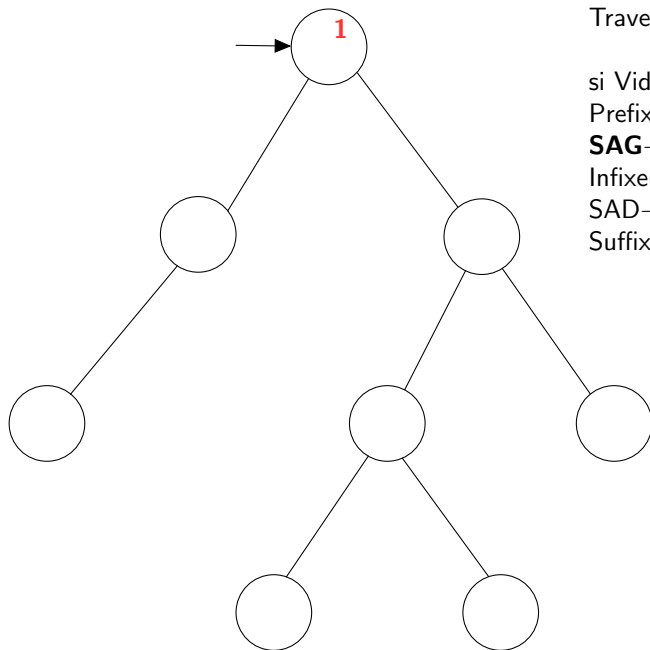 1
Trave
si Vid
Prefix
SAG-
Infixe
SAD-
Suffix